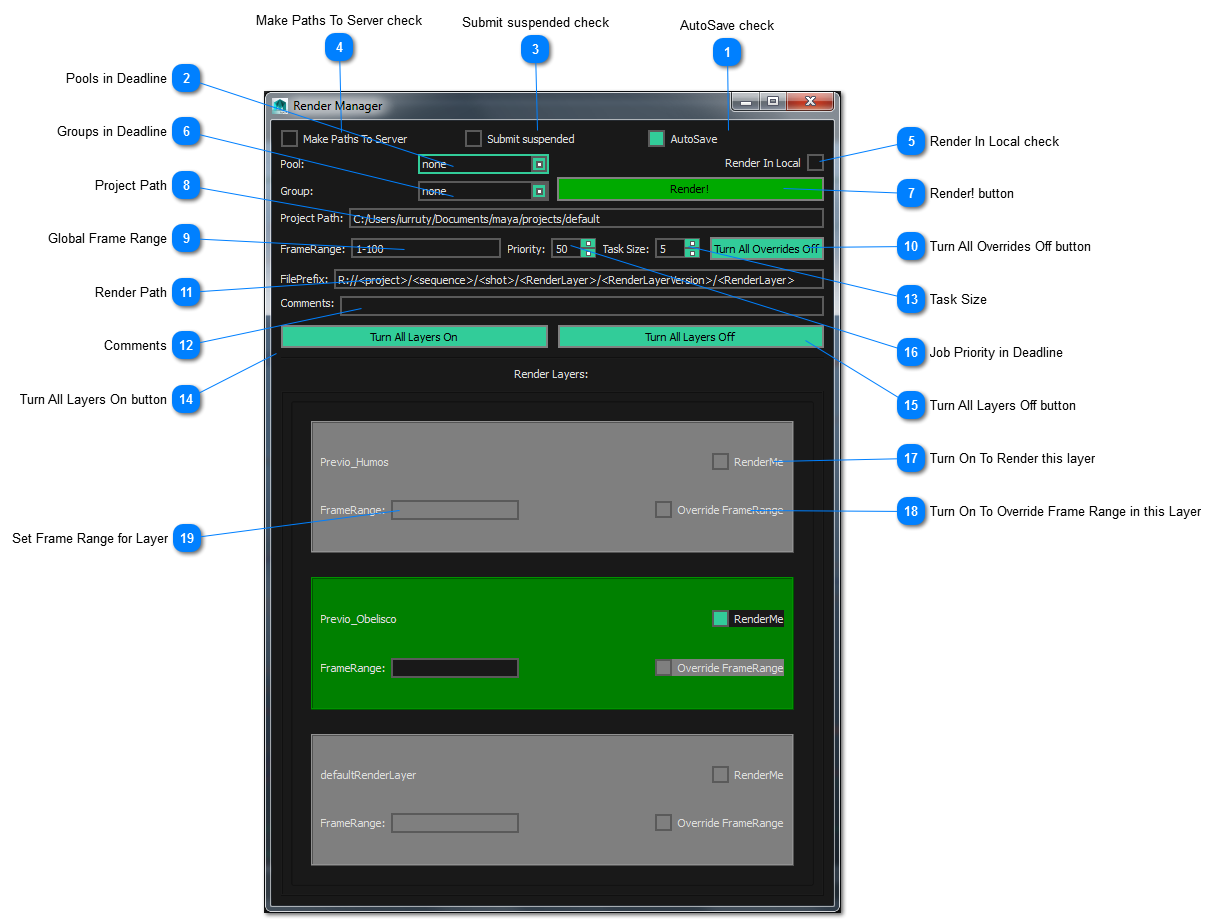 Make Paths To Server check
Submit suspended check
AutoSave check
4
3
1
Pools in Deadline 2
Groups in Deadline 6
Project Path 8
Global Frame Range 9
Render Path 11
Comments 12
Turn All Layers On button 14
Set Frame Range for Layer 19
Render Manager
Make Paths To Server
Submit suspended
AutoSave
Pool: none
Render In Local
Group: none
Render!
Project Path: C:/Users/iurruty/Documents/maya/projects/default
FrameRange: 1-100 Priority: 50 Task Size: 5 Turn All Overrides Off
FilePrefix: R://<project>/<sequence>/<shot>/<RenderLayer>/<RenderLayerVersion>/<RenderLayer>
Comments:
Turn All Layers On
Turn All Layers Off
Render Layers:
Previo_Humos
RenderMe
FrameRange:
Override FrameRange
Previo_Obelisco
RenderMe
FrameRange:
Override FrameRange
defaultRenderLayer
RenderMe
FrameRange:
Override FrameRange
5 Render In Local check
7 Render! button
10 Turn All Overrides Off button
13 Task Size
16 Job Priority in Deadline
15 Turn All Layers Off button
17 Turn On To Render this layer
18 Turn On To Override Frame Range in this Layer